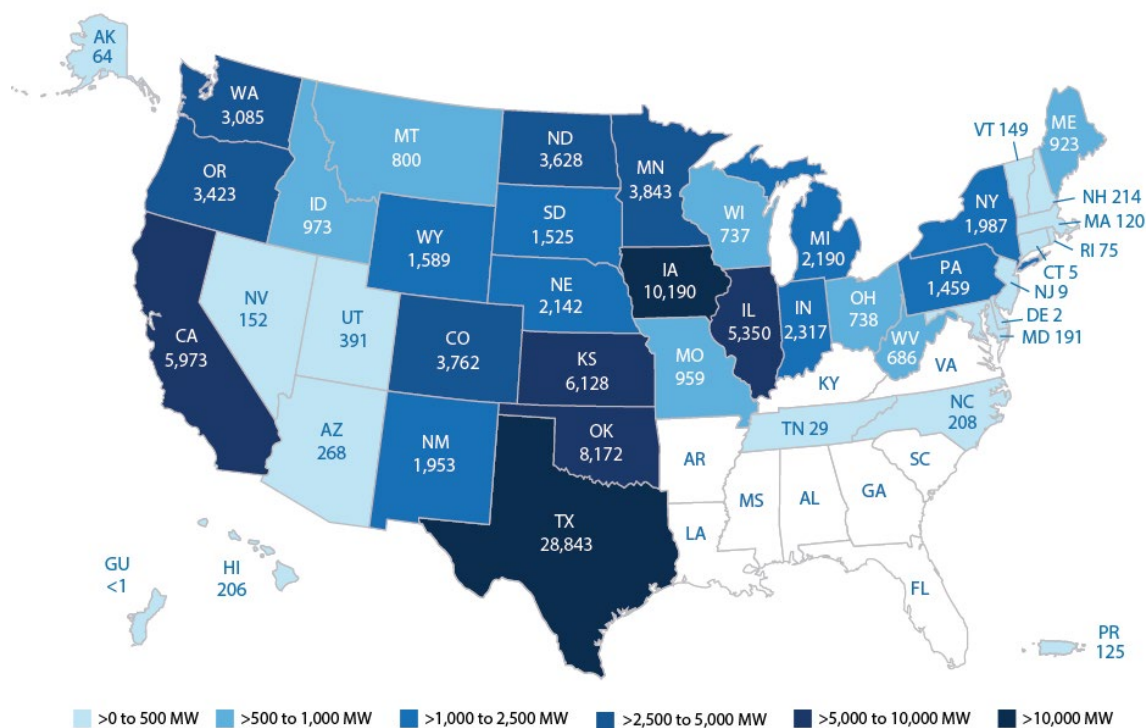 AK
64
WA
3,085
MT
800
ND
3,628
MN
3,843
VT 149
ME
923
OR
3,423
ID
973
WY
1,589
SD
1,525
WI
737
MI
2,190
NY
1,987
NH 214
MA 120
RI 75
CT 5
NJ 9
DE 2
MD 191
PA
1,459
CA
5,973
NV
152
UT
391
CO
3,762
NE
2,142
IA
10,190
IL
5,350
IN
2,317
OH
738
WV
686
VA
KS
6,128
MO
959
KY
AZ
268
NM
1,953
OK
8,172
AR
TN 29
NC
208
SC
TX
28,843
LA
MS
AL
GA
FL
GU
<1
HI
206
PR
125
>0 to 500 MW >500 to 1,000 MW >1,000 to 2,500 MW >2,500 to 5,000 MW >5,000 to 10,000 MW >10,000 MW